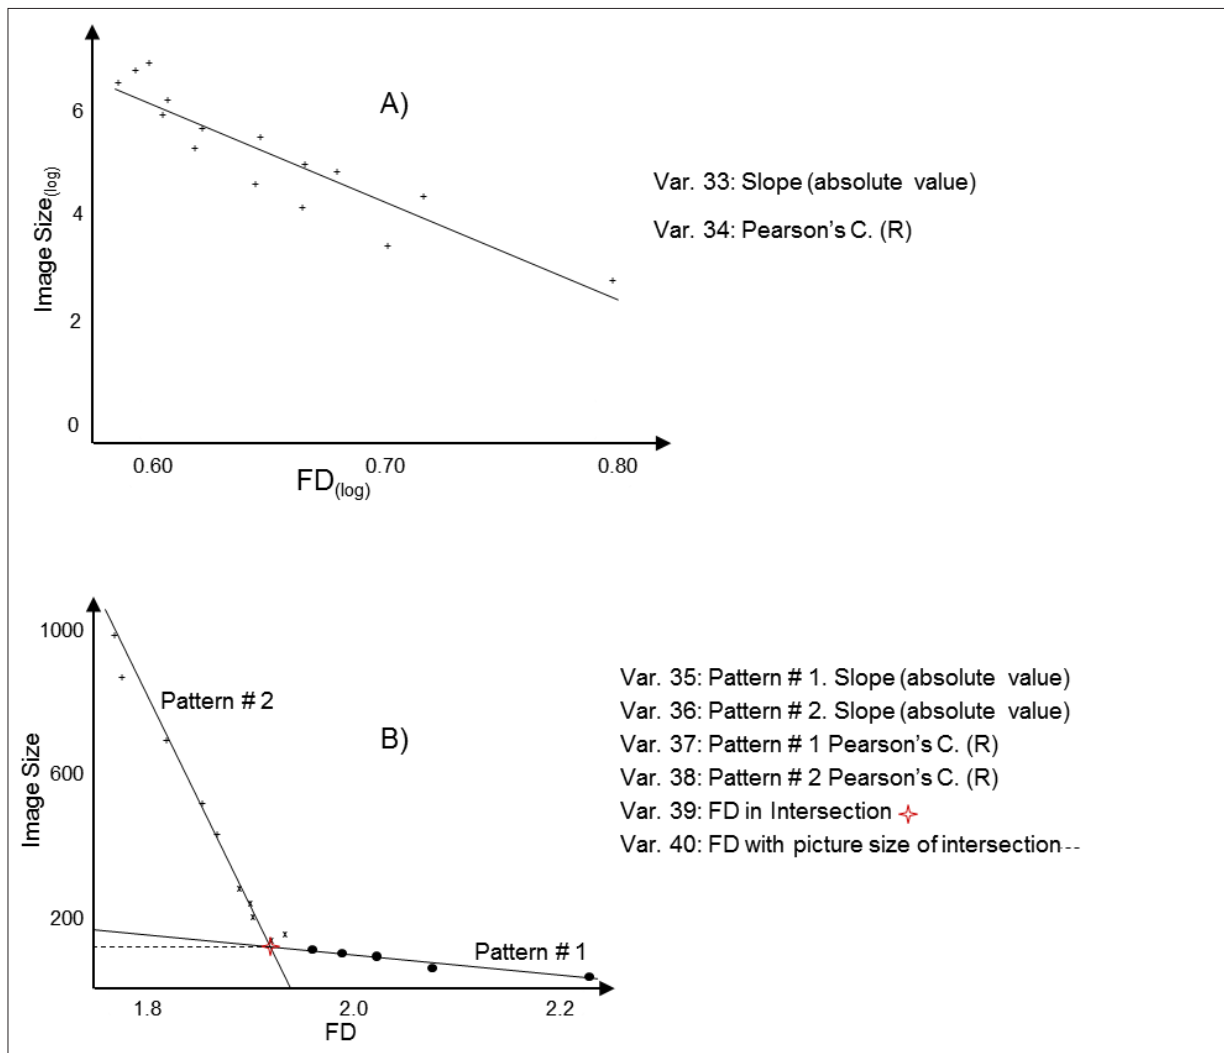 A)
6
4
2
0
Image Size(log)
0.60 0.70 0.80
FD(log)
Var. 33: Slope (absolute value)
Var. 34: Pearson's C. (R)
1000
600
200
Image Size
Pattern # 2
B)
Pattern # 1
1.8 2.0 2.2
FD
Var. 35: Pattern # 1. Slope (absolute value)
Var. 36: Pattern # 2. Slope (absolute value)
Var. 37: Pattern # 1 Pearson's C. (R)
Var. 38: Pattern # 2 Pearson's C. (R)
Var. 39: FD in Intersection
Var. 40: FD with picture size of intersection---